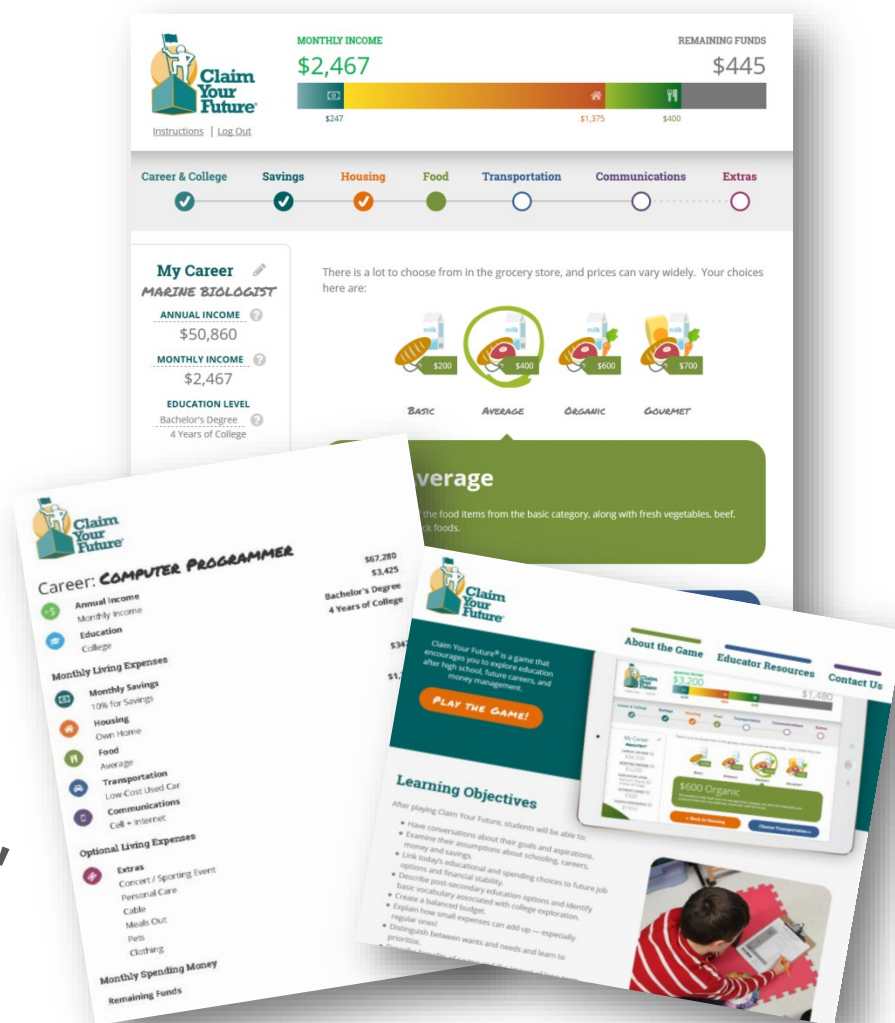 MONTHLY INCOME
REMAINING FUNDS
$2,467
$445
Claim
Your
Future®
$247
$1,375
$400
Instructions | Log Out
Career & College
Savings
Housing
Food
Transportation
Communications
Extras
My Career
MARINE BIOLOGIST
ANNUAL INCOME ?
$50,860
MONTHLY INCOME ?
$2,467
EDUCATION LEVEL
Bachelor's Degree ?
4 Years of College
There is a lot to choose from in the grocery store, and prices can vary widely. Your choices
here are:
milk
$200
milk
$400
milk
$600
milk
$700
BASIC
AVERAGE
ORGANIC
GOURMET
verage
the food items from the basic category, along with fresh vegetables, beef,
ck foods.
Claim
Your
Future®
Career: COMPUTER PROGRAMMER
+$
Annual Income
$67,280
Monthly Income
$3,425
Education
Bachelor's Degree
College
4 Years of College
Monthly Living Expenses
Monthly Savings
10% for Savings
Housing
Own Home
Food
Average
Transportation
Low-Cost Used Car
Communications
Cell + Internet
Optional Living Expenses
Extras
Concert / Sporting Event
Personal Care
Cable
Meals Out
Pets
Clothing
Monthly Spending Money
Remaining Funds
Claim
Your
Future®
About the Game
Educator Resources
Contact Us
Claim Your Future® is a game that
encourages you to explore education
after high school, future careers, and
money management.
PLAY THE GAME!
$3,200
$1,480
My Career
$600 Organic
< Back to Housing
Choose Transportation >
Learning Objectives
After playing Claim Your Future, students will be able to:
• Have conversations about their goals and aspirations.
• Examine their assumptions about schooling, careers,
money and savings.
• Link today's educational and spending choices to future job
options and financial stability.
• Describe post-secondary education options and identify
basic vocabulary associated with college exploration.
• Create a balanced budget.
• Explain how small expenses can add up — especially
regular ones!
• Distinguish between wants and needs and learn to
prioritize.